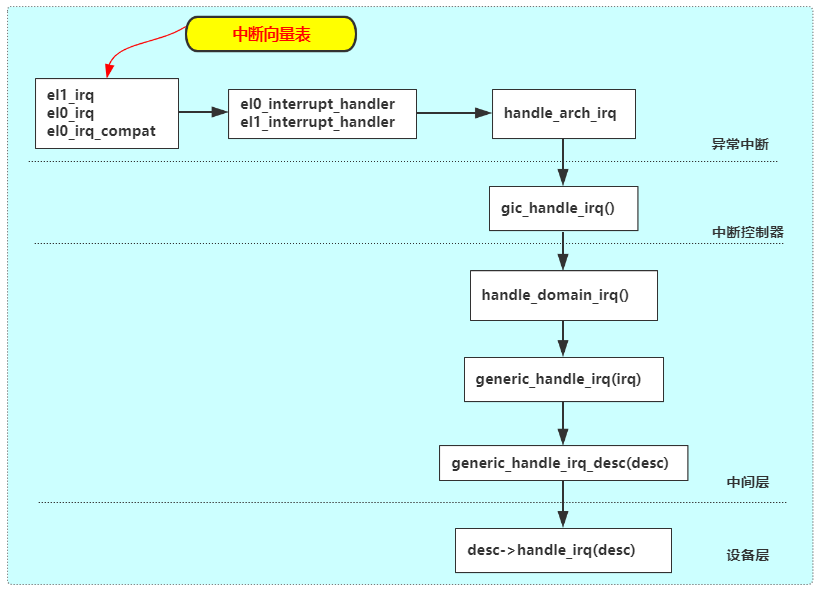 中断向量表
el1_irq
el0_irq
el0_irq_compat
el0_interrupt_handler
el1_interrupt_handler
handle_arch_irq
异常中断
gic_handle_irq()
中断控制器
handle_domain_irq()
generic_handle_irq(irq)
generic_handle_irq_desc(desc)
中间层
desc->handle_irq(desc)
设备层